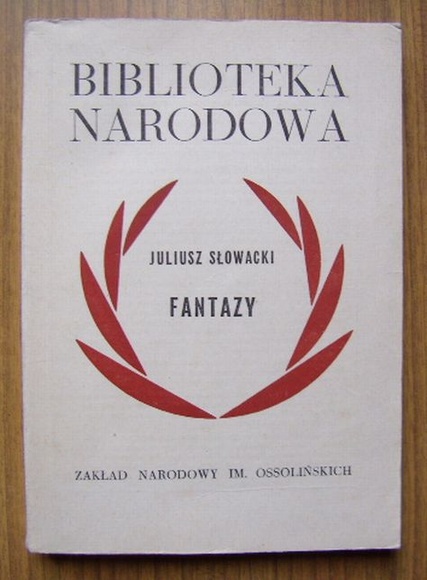 BIBLIOTEKA
NARODOWA
JULIUSZ SŁOWACKI
FANTAZY
ZAKŁAD NARODOWY IM. OSSOLIŃSKICH